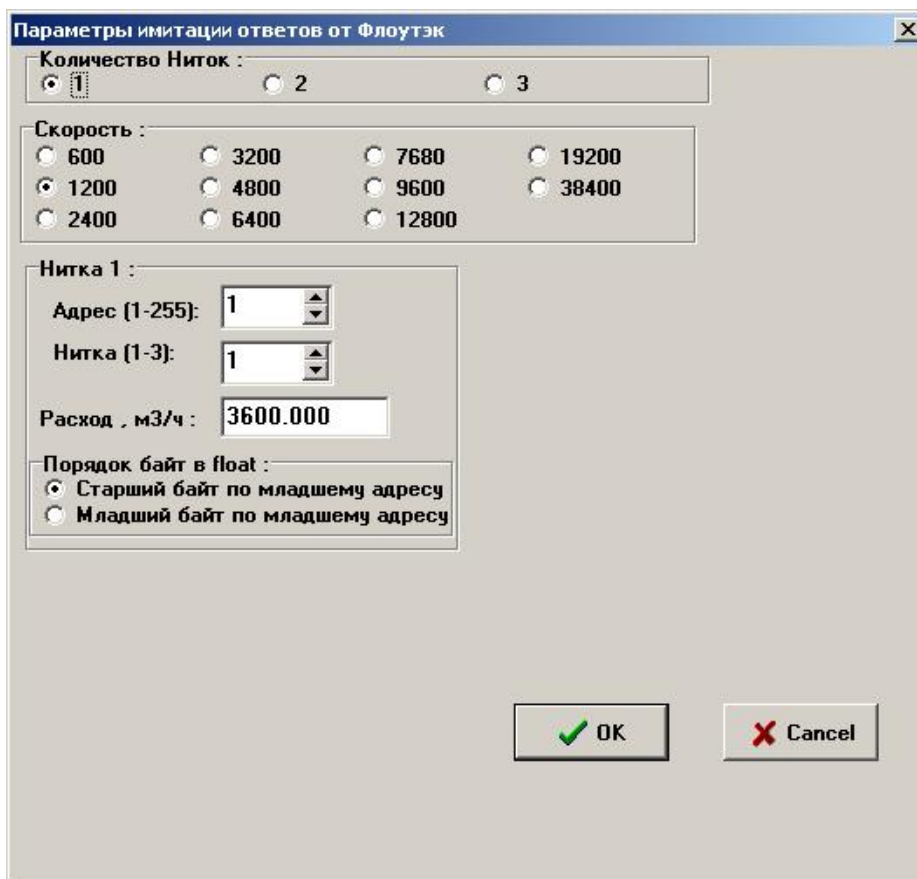 Параметры имитации ответов от Флоутэк
Количество Ниток :
1 2 3
Скорость :
600 3200 7680 19200
1200 4800 9600 38400
2400 6400 12800
Нитка 1 :
Адрес (1-255): 1
Нитка (1-3): 1
Расход , м3/ч : 3600.000
Порядок байт в float :
Старший байт по младшему адресу
Младший байт по младшему адресу
OK Cancel